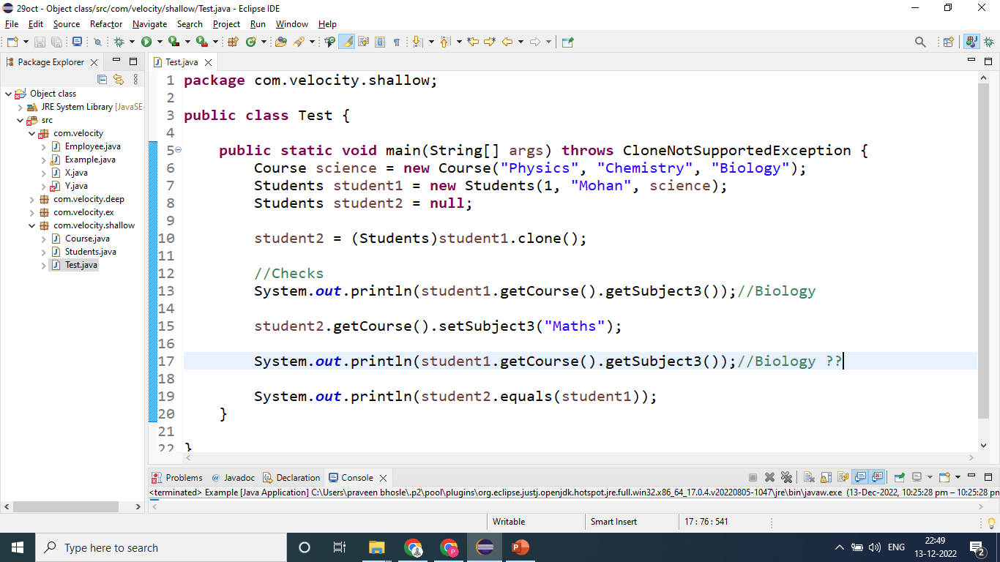 29oct - Object class/src/com/velocity/shallow/Test.java - Eclipse IDE
File Edit Source Refactor Navigate Search Project Run Window Help
Package Explorer
Object class
JRE System Library [JavaSE-
src
com.velocity
Employee.java
Example.java
X.java
Y.java
com.velocity.deep
com.velocity.ex
com.velocity.shallow
Course.java
Students.java
Test.java
Test.java
1 package com.velocity.shallow;
2
3 public class Test {
4
5 public static void main(String[] args) throws CloneNotSupportedException {
6 Course science = new Course("Physics", "Chemistry", "Biology");
7 Students student1 = new Students(1, "Mohan", science);
8 Students student2 = null;
9
10 student2 = (Students)student1.clone();
11
12 //Checks
13 System.out.println(student1.getCourse().getSubject3());//Biology
14
15 student2.getCourse().setSubject3("Maths");
16
17 System.out.println(student1.getCourse().getSubject3());//Biology ??
18
19 System.out.println(student2.equals(student1));
20 }
21
22 }
Problems @ Javadoc Declaration Console
<terminated> Example [Java Application] C:\Users\praveen bhosle\.p2\pool\plugins\org.eclipse.justj.openjdk.hotspot.jre.full.win32.x86_64_17.0.4.v20220805-1047\jre\bin\javaw.exe (13-Dec-2022, 10:25:28 pm – 10:25:28 pm
Writable Smart Insert 17 : 76 : 541
Type here to search
P
P
ENG
22:49
13-12-2022
2